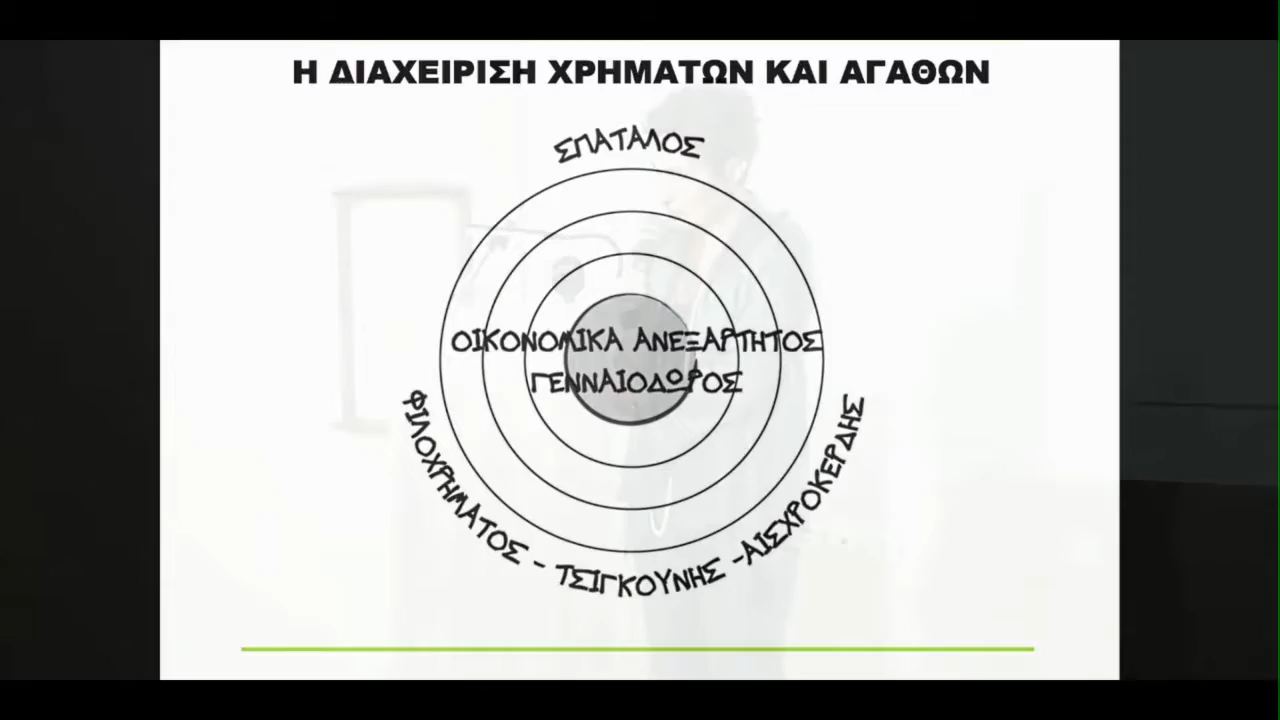 Η ΔΙΑΧΕΙΡΙΣΗ ΧΡΗΜΑΤΩΝ ΚΑΙ ΑΓΑΘΩΝ
ΣΠΑΤΑΛΟΣ
ΟΙΚΟΝΟΜΙΚΑ ΑΝΕΞΑΡΤΗΤΟΣ
ΓΕΝΝΑΙΟΔΩΡΟΣ
ΦΙΛΟΧΡΗΜΑΤΟΣ - ΤΣΙΓΚΟΥΝΗΣ -ΑΙΣΧΡΟΚΕΡΔΗΣ